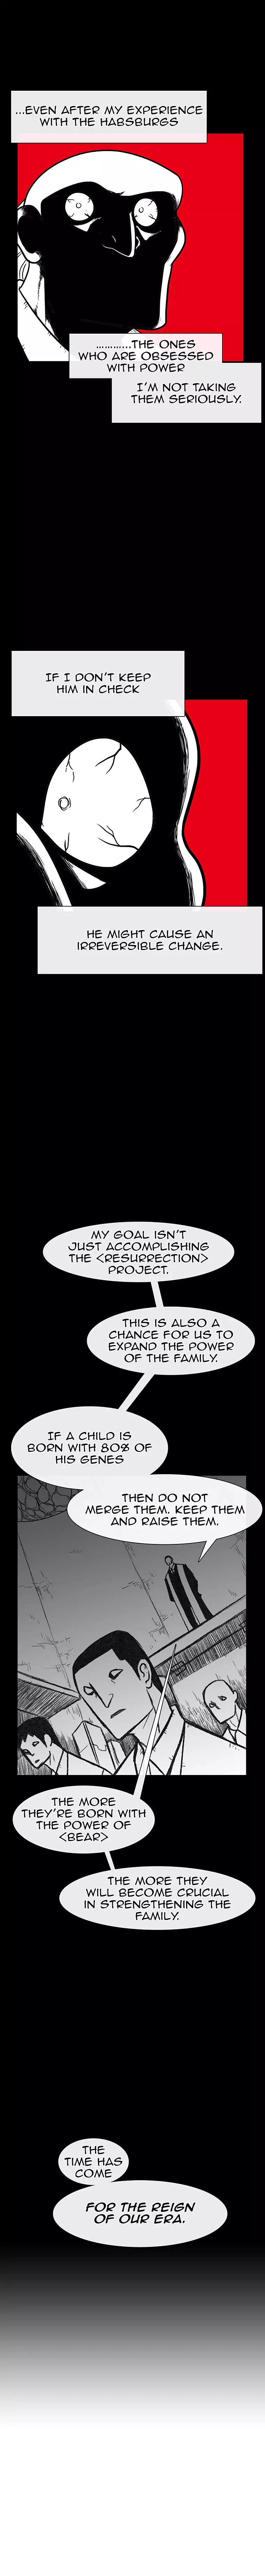 ...EVEN AFTER MY EXPERIENCE
WITH THE HABSBURGS
............THE ONES
WHO ARE OBSESSED
WITH POWER
I'M NOT TAKING
THEM SERIOUSLY.
IF I DON'T KEEP
HIM IN CHECK
HE MIGHT CAUSE AN
IRREVERSIBLE CHANGE.
MY GOAL ISN'T
JUST ACCOMPLISHING
THE <RESURRECTION>
PROJECT.
THIS IS ALSO A
CHANCE FOR US TO
EXPAND THE POWER
OF THE FAMILY.
IF A CHILD IS
BORN WITH 80% OF
HIS GENES
THEN DO NOT
MERGE THEM. KEEP THEM
AND RAISE THEM.
THE MORE
THEY'RE BORN WITH
THE POWER OF
<BEAR>
THE MORE THEY
WILL BECOME CRUCIAL
IN STRENGTHENING THE
FAMILY.
THE
TIME HAS
COME
FOR THE REIGN
OF OUR ERA.